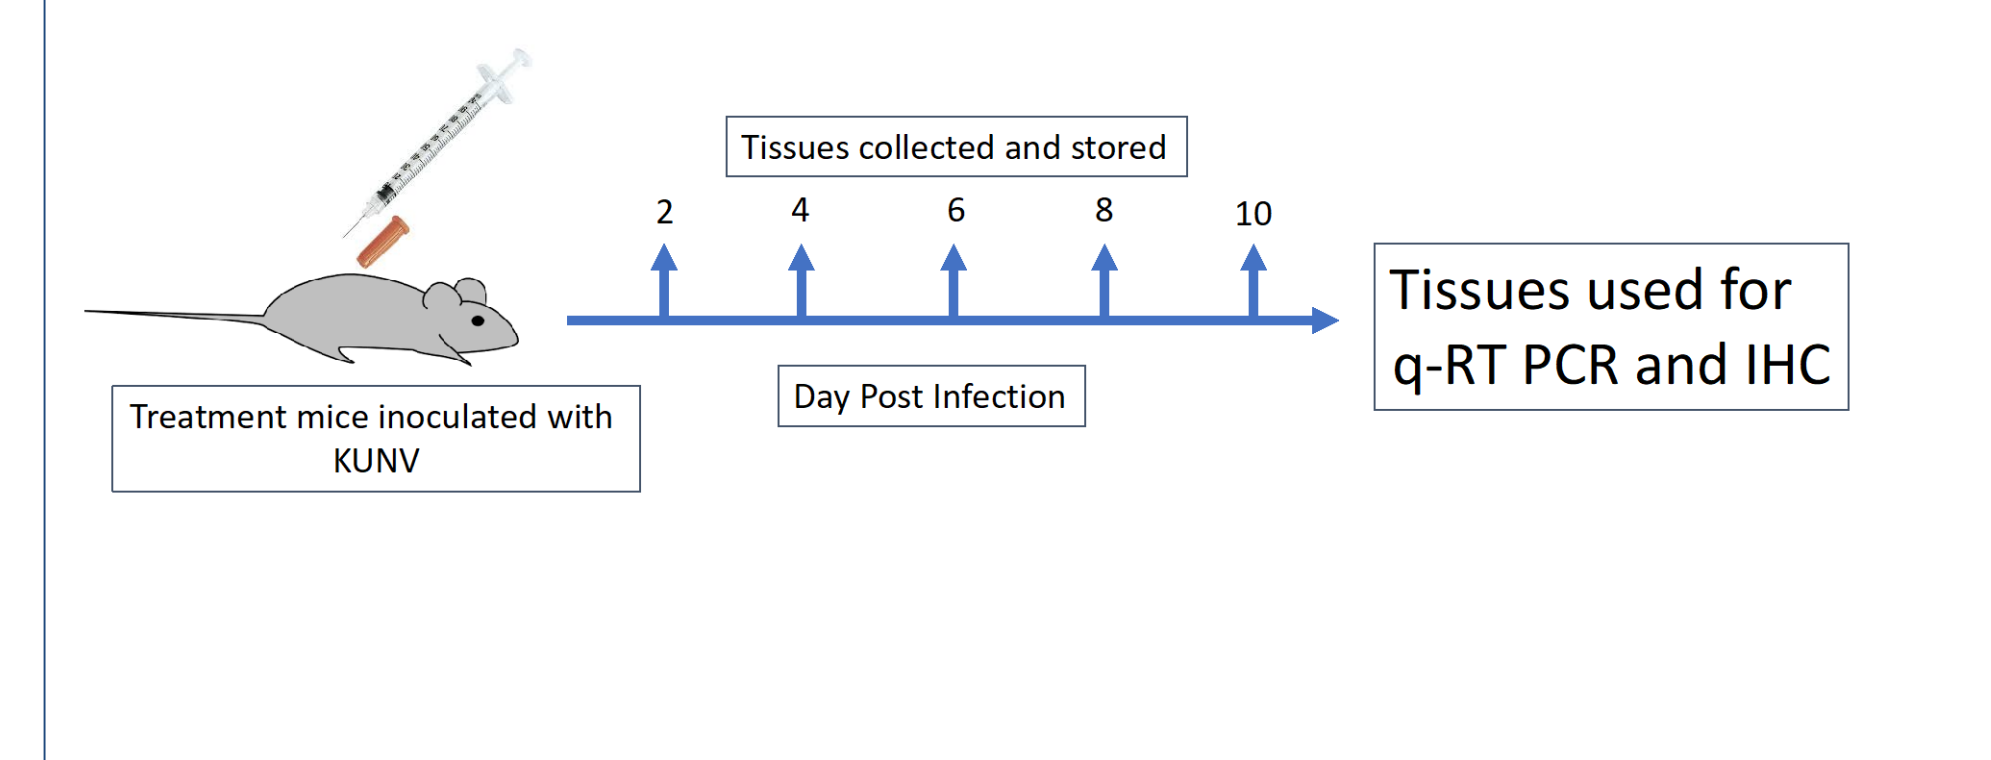 Tissues collected and stored
2 4 6 8 10
Tissues used for
q-RT PCR and IHC
Day Post Infection
Treatment mice inoculated with
KUNV